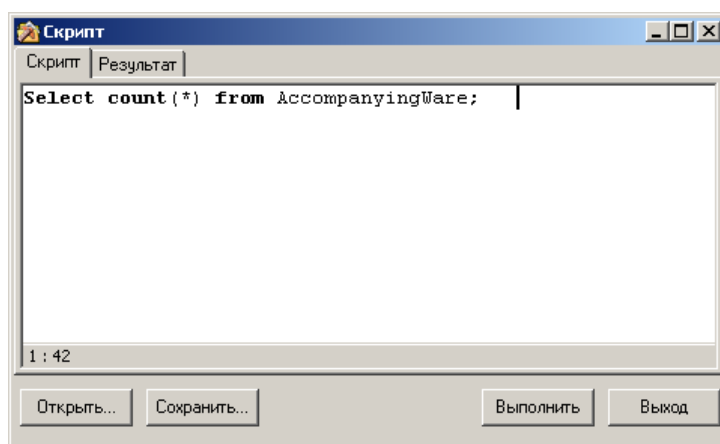 Скрипт
Скрипт Результат
Select count(*) from AccompanyingWare;
1 : 42
Открыть... Сохранить... Выполнить Выход